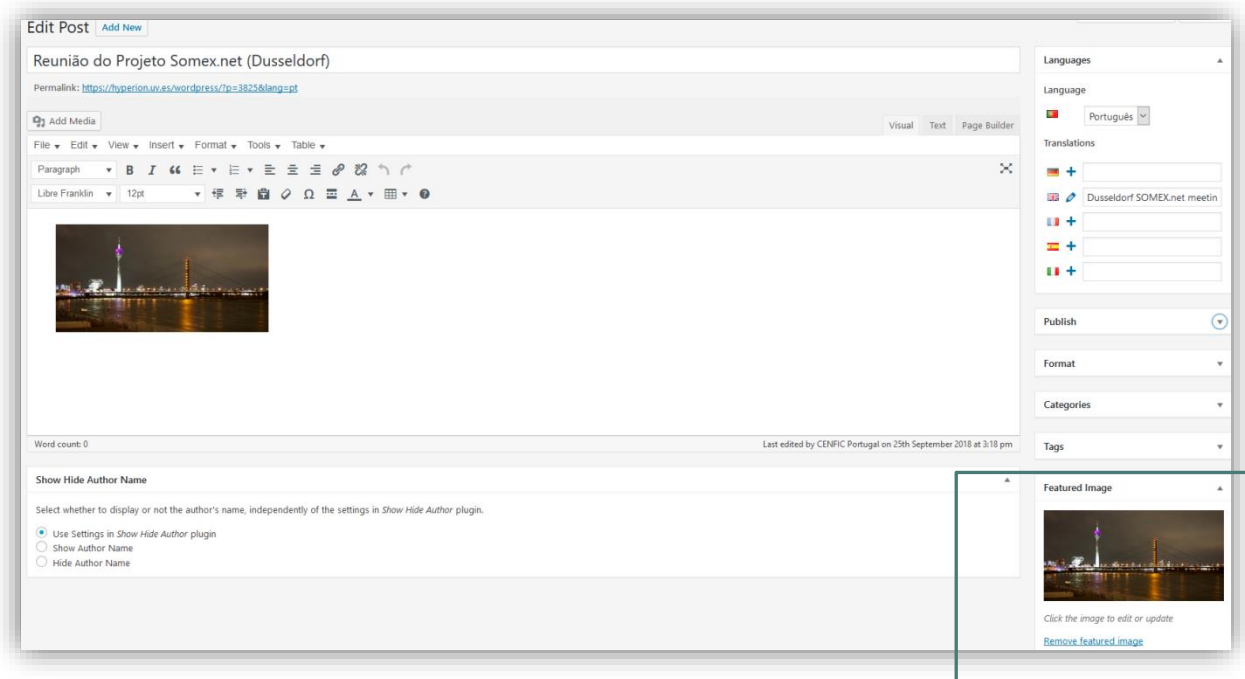 Edit Post Add New
Reunião do Projeto Somex.net (Dusseldorf)
Permalink: https://hyperion.uv.es/wordpress/?p=3825&lang=pt
Add Media
Visual Text Page Builder
File Edit View Insert Format Tools Table
Paragraph B I
Libre Franklin 12pt Ω A
Word count: 0
Last edited by CENFIC Portugal on 25th September 2018 at 3:18 pm
Show Hide Author Name
Select whether to display or not the author's name, independently of the settings in Show Hide Author plugin.
Use Settings in Show Hide Author plugin
Show Author Name
Hide Author Name
Languages
Language
Português
Translations
Dusseldorf SOMEX.net meetin
Publish
Format
Categories
Tags
Featured Image
Click the image to edit or update
Remove featured image